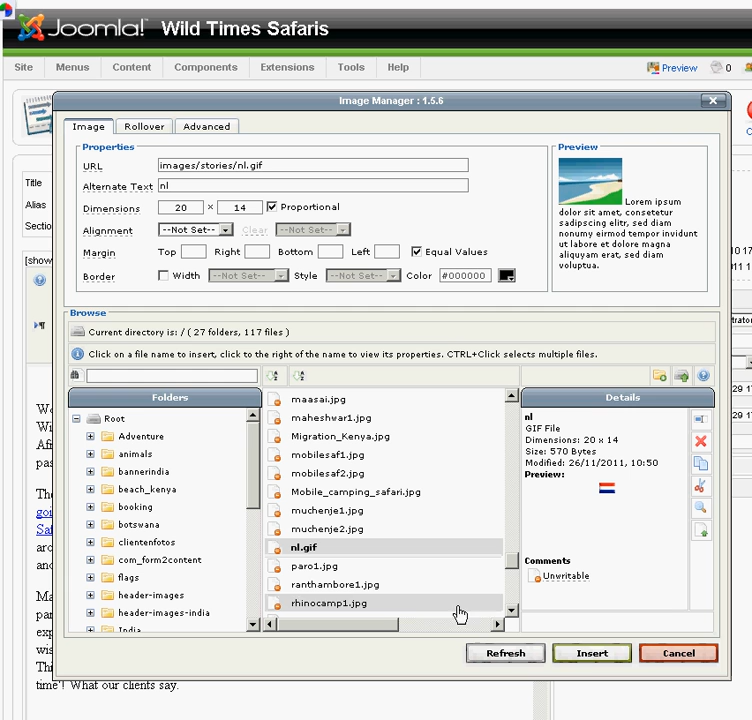 Joomla! Wild Times Safaris
Site Menus Content Components Extensions Tools Help Preview 0
Image Manager : 1.5.6
Image Rollover Advanced
Properties
URL images/stories/nl.gif
Alternate Text nl
Dimensions 20 × 14 Proportional
Alignment --Not Set-- Clear --Not Set--
Margin Top Right Bottom Left Equal Values
Border Width --Not Set-- Style --Not Set-- Color #000000
Preview
Lorem ipsum
dolor sit amet, consetetur
sadipscing elitr, sed diam
nonumy eirmod tempor invidunt
ut labore et dolore magna
aliquyam erat, sed diam
voluptua.
Title
Alias
Sectio
[show
Browse
Current directory is: / ( 27 folders, 117 files )
Click on a file name to insert, click to the right of the name to view its properties. CTRL+Click selects multiple files.
Folders
Root
Adventure
animals
bannerindia
beach_kenya
booking
botswana
clientenfotos
com_form2content
flags
header-images
header-images-india
India
maasai.jpg
maheshwar1.jpg
Migration_Kenya.jpg
mobilesaf1.jpg
mobilesaf2.jpg
Mobile_camping_safari.jpg
muchenje1.jpg
muchenje2.jpg
nl.gif
paro1.jpg
ranthambore1.jpg
rhinocamp1.jpg
Details
nl
GIF File
Dimensions: 20 x 14
Size: 570 Bytes
Modified: 26/11/2011, 10:50
Preview:
Comments
Unwritable
Refresh Insert Cancel
time'! What our clients say.